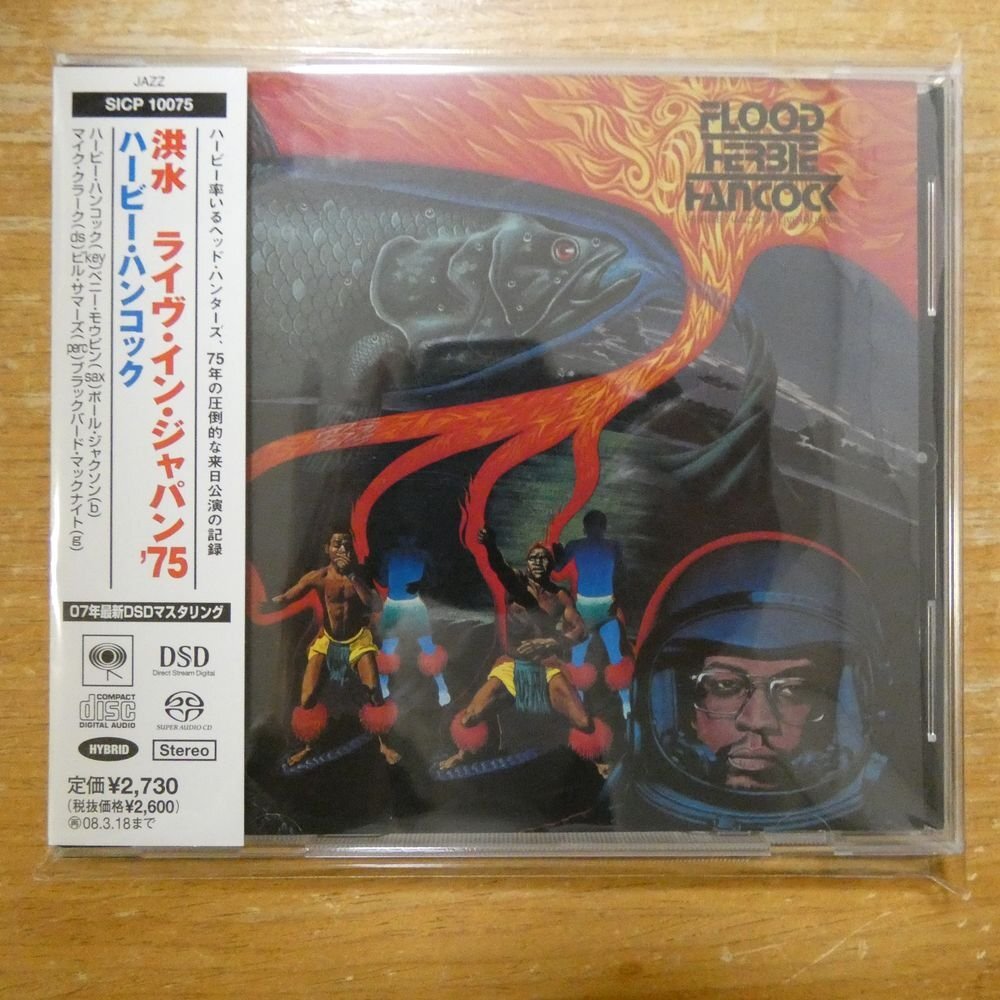 JAZZ
SICP 10075
ハービー率いるヘッド・ハンターズ、75年の圧倒的な来日公演の記録
洪水 ライヴ・イン・ジャパン'75
ハービー・ハンコック
ハービー・ハンコック(key)ベニー・モウピン(sax)ポール・ジャクソン(b)
マイク・クラーク(ds)ビル・サマーズ(perc)ブラックバード・マックナイト(g)
07年最新DSDマスタリング
DSD
Direct Stream Digital
COMPACT
disc
DIGITAL AUDIO
SUPER AUDIO CD
HYBRID
Stereo
定価¥2,730
(税抜価格¥2,600)
再08.3.18まで
FLOOD
HERBIE
HANCOCK